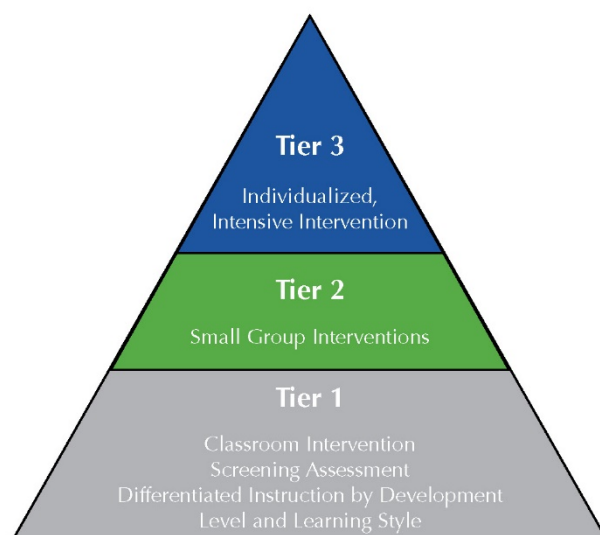 Tier 3
Individualized,
Intensive Intervention
Tier 2
Small Group Interventions
Tier 1
Classroom Intervention
Screening Assessment
Differentiated Instruction by Development
Level and Learning Style